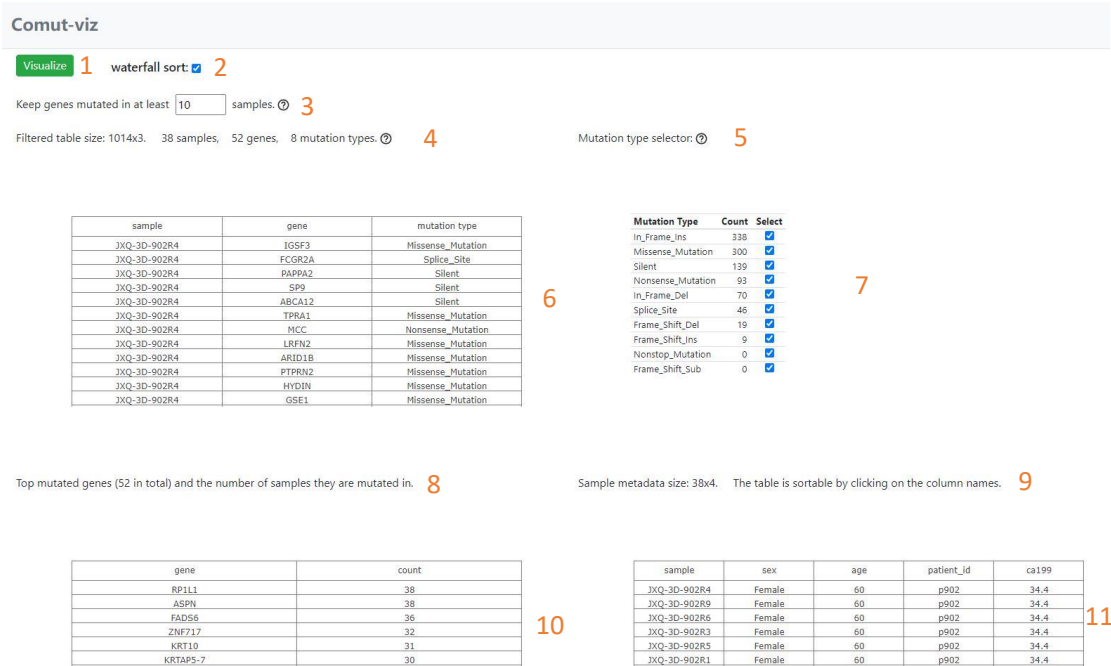 Comut-viz
Visualize 1 waterfall sort: 2
Keep genes mutated in at least 10 samples. 3
Filtered table size: 1014x3. 38 samples, 52 genes, 8 mutation types. 4
Mutation type selector: 5
sample gene mutation type
JXQ-3D-902R4 IGSF3 Missense_Mutation
JXQ-3D-902R4 FCGR2A Splice_Site
JXQ-3D-902R4 PAPPA2 Silent
JXQ-3D-902R4 SP9 Silent
JXQ-3D-902R4 ABCA12 Silent
JXQ-3D-902R4 TPRA1 Missense_Mutation
JXQ-3D-902R4 MCC Nonsense_Mutation
JXQ-3D-902R4 LRFN2 Missense_Mutation
JXQ-3D-902R4 ARID1B Missense_Mutation
JXQ-3D-902R4 PTPRN2 Missense_Mutation
JXQ-3D-902R4 HYDIN Missense_Mutation
JXQ-3D-902R4 GSE1 Missense_Mutation
6
Mutation Type Count Select
In_Frame_Ins 338
Missense_Mutation 300
Silent 139
Nonsense_Mutation 93
In_Frame_Del 70
Splice_Site 46
Frame_Shift_Del 19
Frame_Shift_Ins 9
Nonstop_Mutation 0
Frame_Shift_Sub 0
7
Top mutated genes (52 in total) and the number of samples they are mutated in. 8
Sample metadata size: 38x4. The table is sortable by clicking on the column names. 9
gene count
RP1L1 38
ASPN 38
FADS6 36
ZNF717 32
KRT10 31
KRTAP5-7 30
10
sample sex age patient_id ca199
JXQ-3D-902R4 Female 60 p902 34.4
JXQ-3D-902R9 Female 60 p902 34.4
JXQ-3D-902R6 Female 60 p902 34.4
JXQ-3D-902R3 Female 60 p902 34.4
JXQ-3D-902R5 Female 60 p902 34.4
JXQ-3D-902R1 Female 60 p902 34.4
11